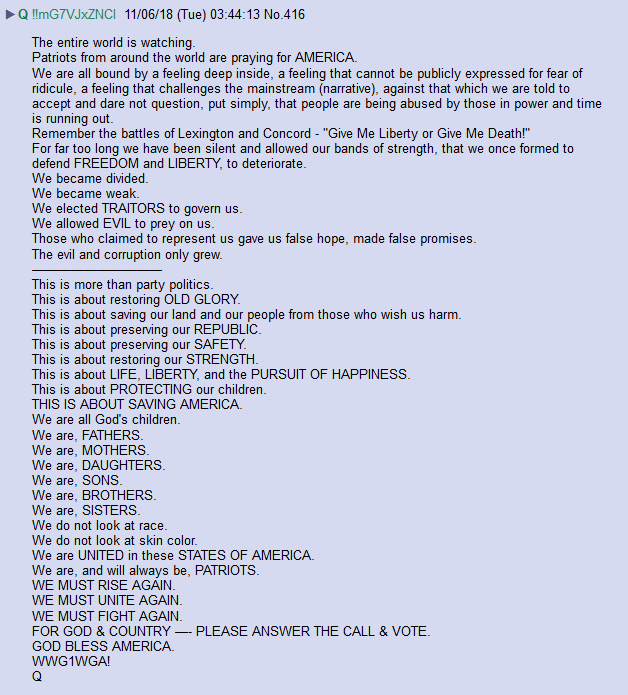 ▶Q !!mG7VJxZNCI 11/06/18 (Tue) 03:44:13 No.416
The entire world is watching.
Patriots from around the world are praying for AMERICA.
We are all bound by a feeling deep inside, a feeling that cannot be publicly expressed for fear of
ridicule, a feeling that challenges the mainstream (narrative), against that which we are told to
accept and dare not question, put simply, that people are being abused by those in power and time
is running out.
Remember the battles of Lexington and Concord - "Give Me Liberty or Give Me Death!"
For far too long we have been silent and allowed our bands of strength, that we once formed to
defend FREEDOM and LIBERTY, to deteriorate.
We became divided.
We became weak.
We elected TRAITORS to govern us.
We allowed EVIL to prey on us.
Those who claimed to represent us gave us false hope, made false promises.
The evil and corruption only grew.
—————————–
This is more than party politics.
This is about restoring OLD GLORY.
This is about saving our land and our people from those who wish us harm.
This is about preserving our REPUBLIC.
This is about preserving our SAFETY.
This is about restoring our STRENGTH.
This is about LIFE, LIBERTY, and the PURSUIT OF HAPPINESS.
This is about PROTECTING our children.
THIS IS ABOUT SAVING AMERICA.
We are all God's children.
We are, FATHERS.
We are, MOTHERS.
We are, DAUGHTERS.
We are, SONS.
We are, BROTHERS.
We are, SISTERS.
We do not look at race.
We do not look at skin color.
We are UNITED in these STATES OF AMERICA.
We are, and will always be, PATRIOTS.
WE MUST RISE AGAIN.
WE MUST UNITE AGAIN.
WE MUST FIGHT AGAIN.
FOR GOD & COUNTRY —- PLEASE ANSWER THE CALL & VOTE.
GOD BLESS AMERICA.
WWG1WGA!
Q